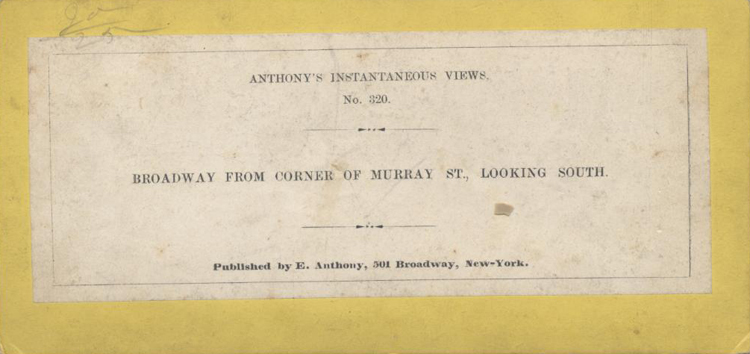 ANTHONY'S INSTANTANEOUS VIEWS.
No. 320.
BROADWAY FROM CORNER OF MURRAY ST., LOOKING SOUTH.
Published by E. Anthony, 501 Broadway, New-York.